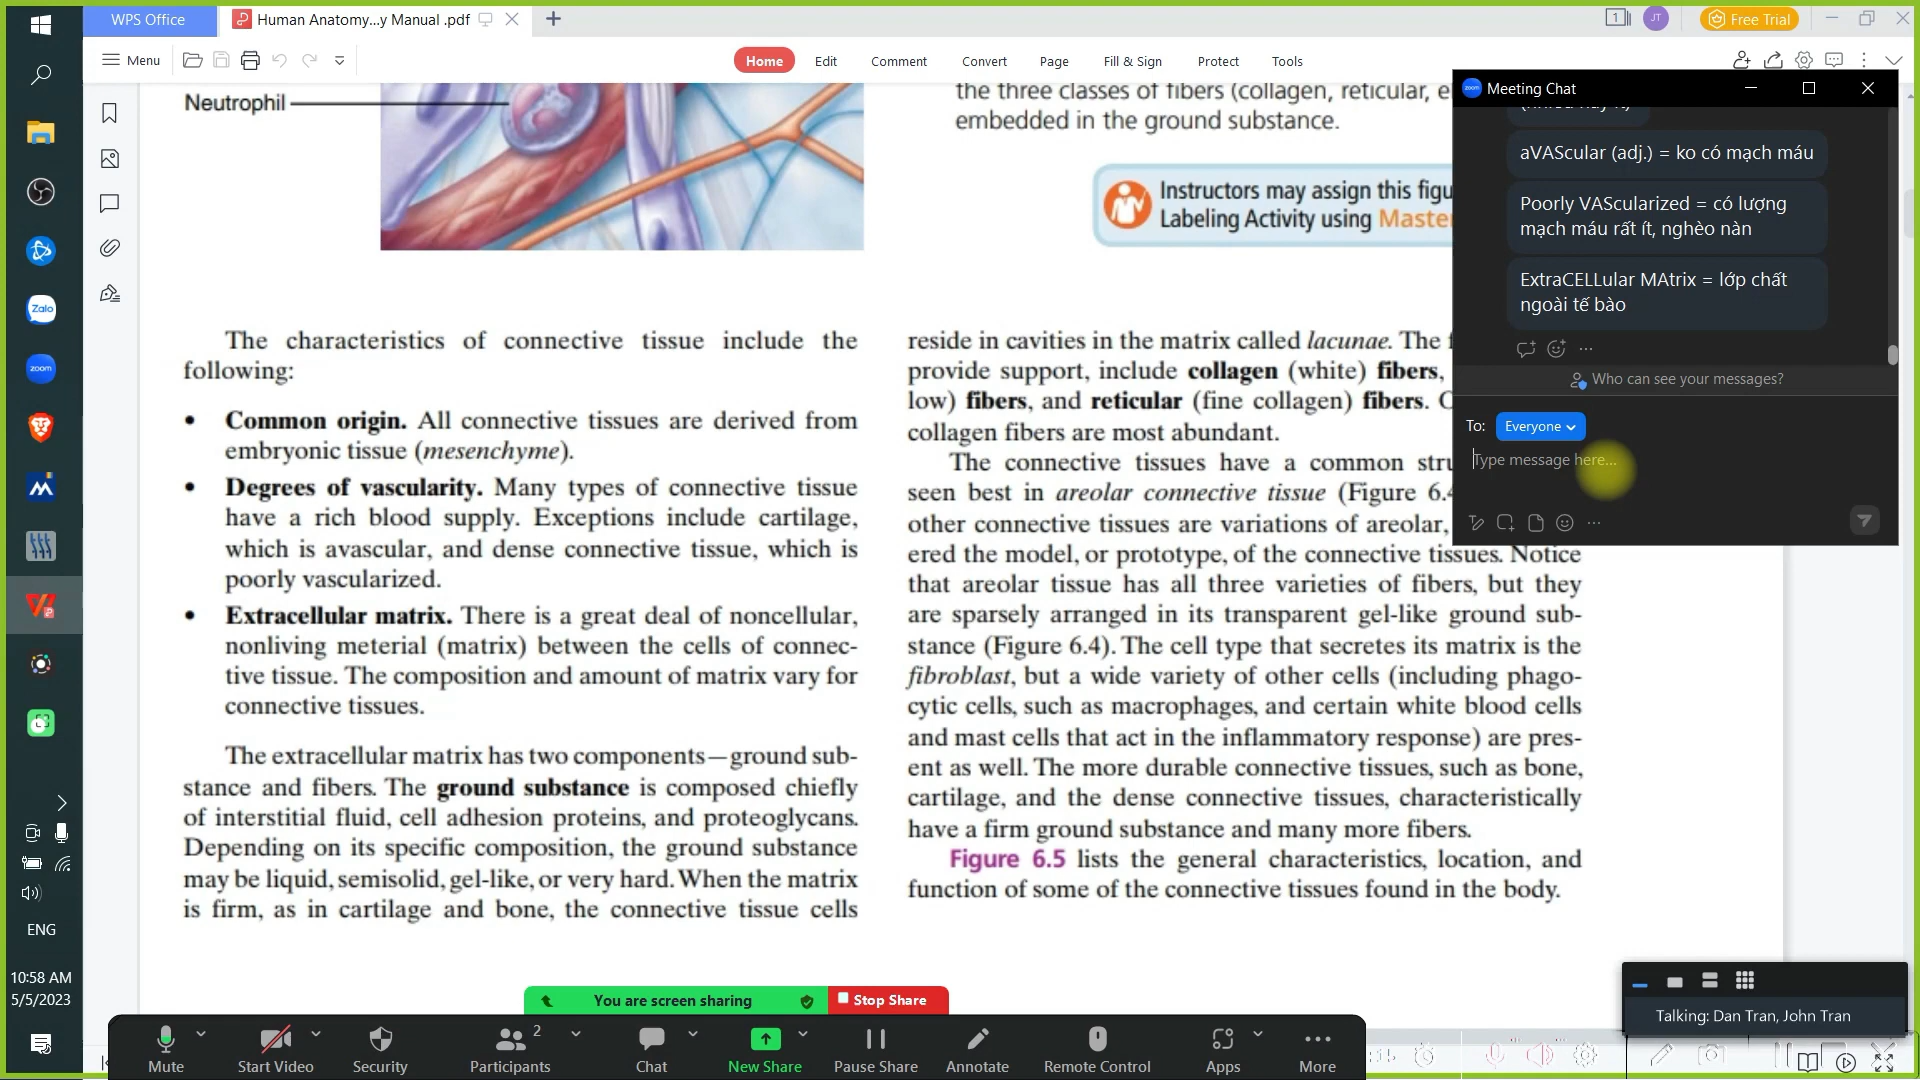 WPS Office
Human Anatomy...y Manual .pdf
1
JT
Free Trial
Menu
Home
Edit
Comment
Convert
Page
Fill & Sign
Protect
Tools
Neutrophil
the three classes of fibers (collagen, reticular, e
embedded in the ground substance.
Instructors may assign this figu
Labeling Activity using Master
The characteristics of connective tissue include the
following:
• Common origin. All connective tissues are derived from
embryonic tissue (mesenchyme).
• Degrees of vascularity. Many types of connective tissue
have a rich blood supply. Exceptions include cartilage,
which is avascular, and dense connective tissue, which is
poorly vascularized.
• Extracellular matrix. There is a great deal of noncellular,
nonliving meterial (matrix) between the cells of connec-
tive tissue. The composition and amount of matrix vary for
connective tissues.
The extracellular matrix has two components—ground sub-
stance and fibers. The ground substance is composed chiefly
of interstitial fluid, cell adhesion proteins, and proteoglycans.
Depending on its specific composition, the ground substance
may be liquid, semisolid, gel-like, or very hard. When the matrix
is firm, as in cartilage and bone, the connective tissue cells
reside in cavities in the matrix called lacunae. The f
provide support, include collagen (white) fibers,
low) fibers, and reticular (fine collagen) fibers. O
collagen fibers are most abundant.
The connective tissues have a common stru
seen best in areolar connective tissue (Figure 6.4
other connective tissues are variations of areolar,
ered the model, or prototype, of the connective tissues. Notice
that areolar tissue has all three varieties of fibers, but they
are sparsely arranged in its transparent gel-like ground sub-
stance (Figure 6.4). The cell type that secretes its matrix is the
fibroblast, but a wide variety of other cells (including phago-
cytic cells, such as macrophages, and certain white blood cells
and mast cells that act in the inflammatory response) are pres-
ent as well. The more durable connective tissues, such as bone,
cartilage, and the dense connective tissues, characteristically
have a firm ground substance and many more fibers.
Figure 6.5 lists the general characteristics, location, and
function of some of the connective tissues found in the body.
zoom
Meeting Chat
aVAScular (adj.) = ko có mạch máu
Poorly VAScularized = có lượng
mạch máu rất ít, nghèo nàn
ExtraCELLular MAtrix = lớp chất
ngoài tế bào
Who can see your messages?
To: Everyone
Type message here...
Zalo
zoom
ENG
10:58 AM
5/5/2023
You are screen sharing
Stop Share
Talking: Dan Tran, John Tran
Mute
Start Video
Security
Participants
2
Chat
New Share
Pause Share
Annotate
Remote Control
Apps
More